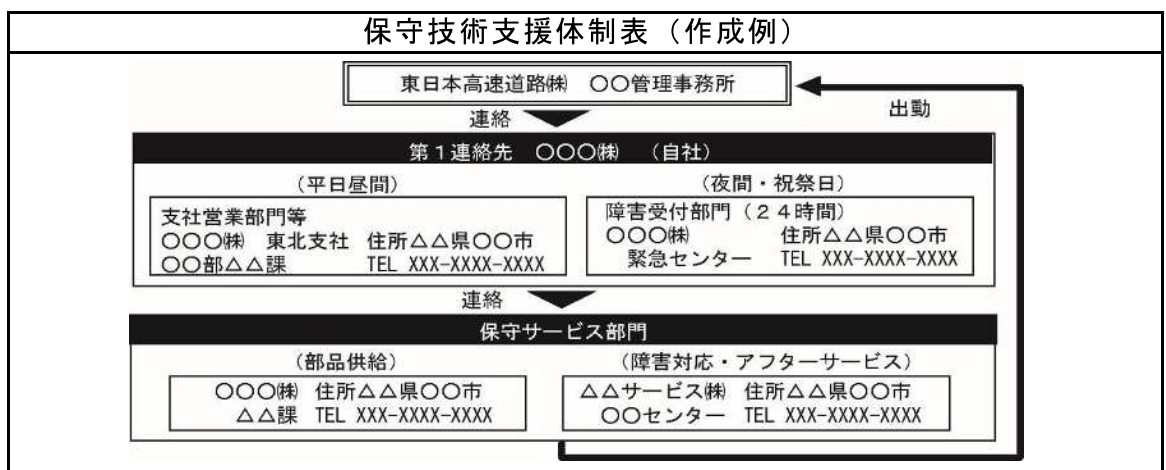 保守技術支援体制表（作成例）
東日本高速道路㈱　〇〇管理事務所
連絡
出動
第１連絡先　〇〇〇㈱　（自社）
（平日昼間）
支社営業部門等
〇〇〇㈱　東北支社　住所△△県〇〇市
〇〇部△△課　TEL XXX-XXXX-XXXX
（夜間・祝祭日）
障害受付部門（２４時間）
〇〇〇㈱　住所△△県〇〇市
緊急センター　TEL XXX-XXXX-XXXX
連絡
保守サービス部門
（部品供給）
〇〇〇㈱　住所△△県〇〇市
△△課　TEL XXX-XXXX-XXXX
（障害対応・アフターサービス）
△△サービス㈱　住所△△県〇〇市
〇〇センター　TEL XXX-XXXX-XXXX